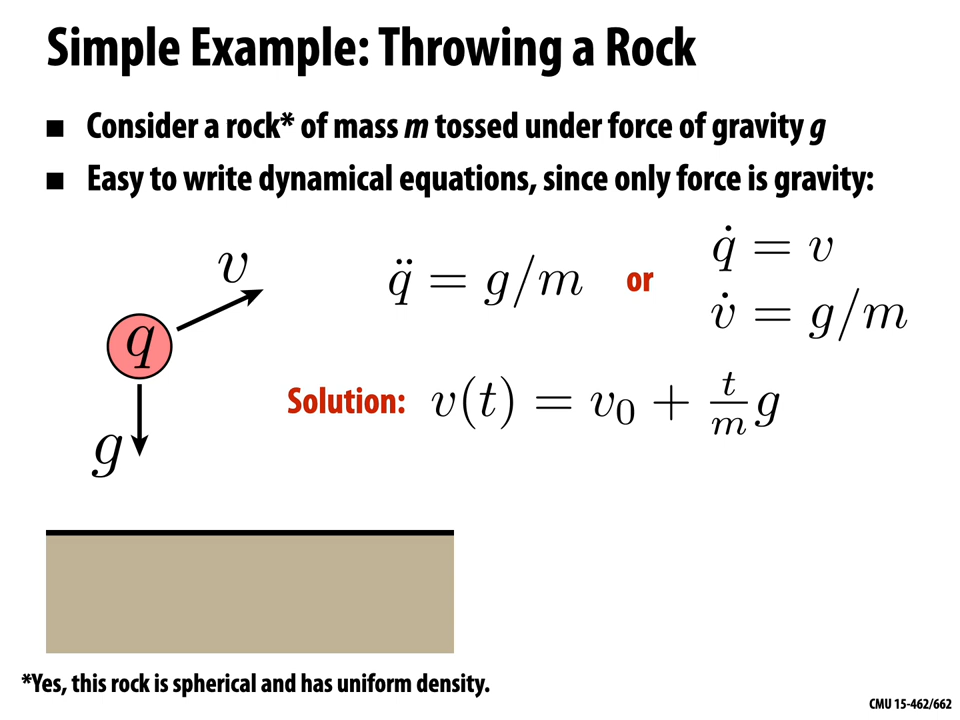 Simple Example: Throwing a Rock
■ Consider a rock* of mass m tossed under force of gravity g
■ Easy to write dynamical equations, since only force is gravity:
v
q
g
q̈ = g/m or q̇ = v
v̇ = g/m
Solution: v(t) = v₀ + t/m g
*Yes, this rock is spherical and has uniform density.
CMU 15-462/662